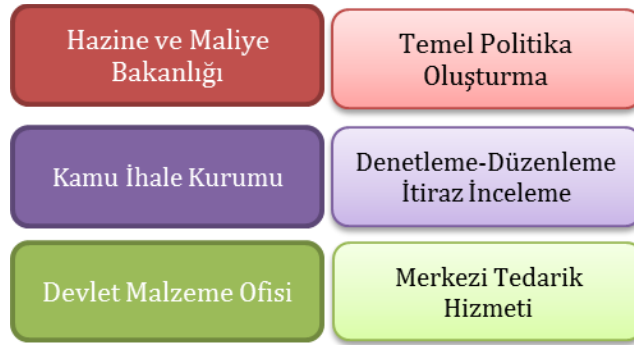 Hazine ve Maliye
Bakanlığı
Temel Politika
Oluşturma
Kamu İhale Kurumu
Denetleme-Düzenleme
İtiraz İnceleme
Devlet Malzeme Ofisi
Merkezi Tedarik
Hizmeti